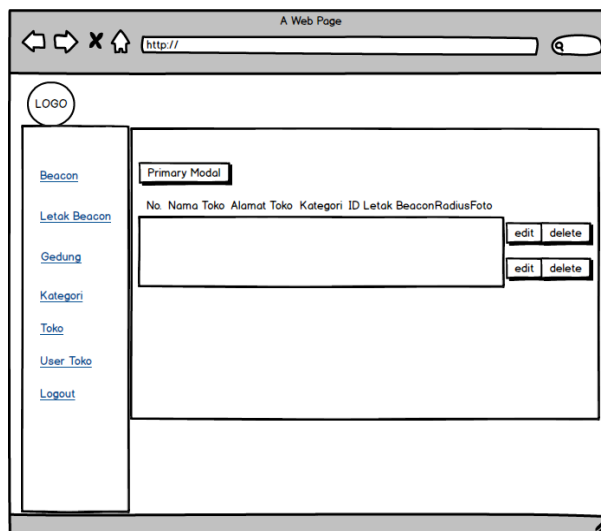 A Web Page
http://
LOGO
Beacon
Letak Beacon
Gedung
Kategori
Toko
User Toko
Logout
Primary Modal
No. Nama Toko Alamat Toko Kategori ID Letak BeaconRadiusFoto
edit delete
edit delete